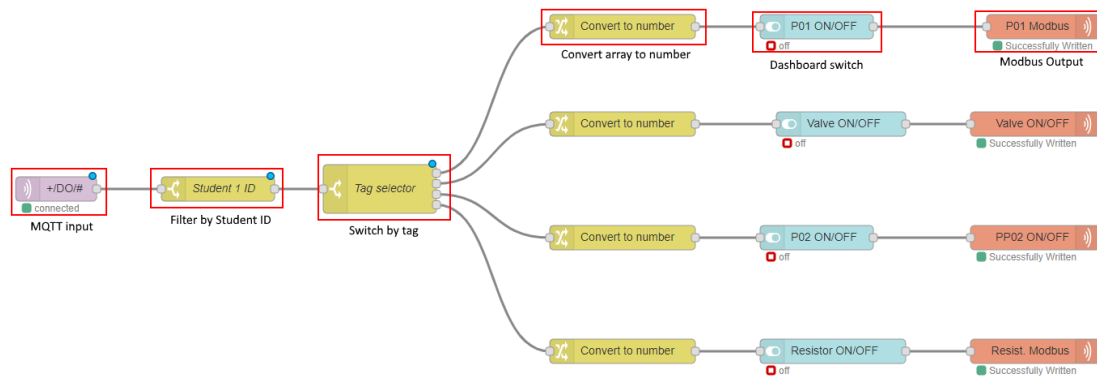 Convert to number
P01 ON/OFF
P01 Modbus
off
Successfully Written
Convert array to number
Dashboard switch
Modbus Output
Convert to number
Valve ON/OFF
Valve ON/OFF
off
Successfully Written
+/DO/#
Student 1 ID
Tag selector
connected
MQTT input
Filter by Student ID
Switch by tag
Convert to number
P02 ON/OFF
PP02 ON/OFF
off
Successfully Written
Convert to number
Resistor ON/OFF
Resist. Modbus
off
Successfully Written